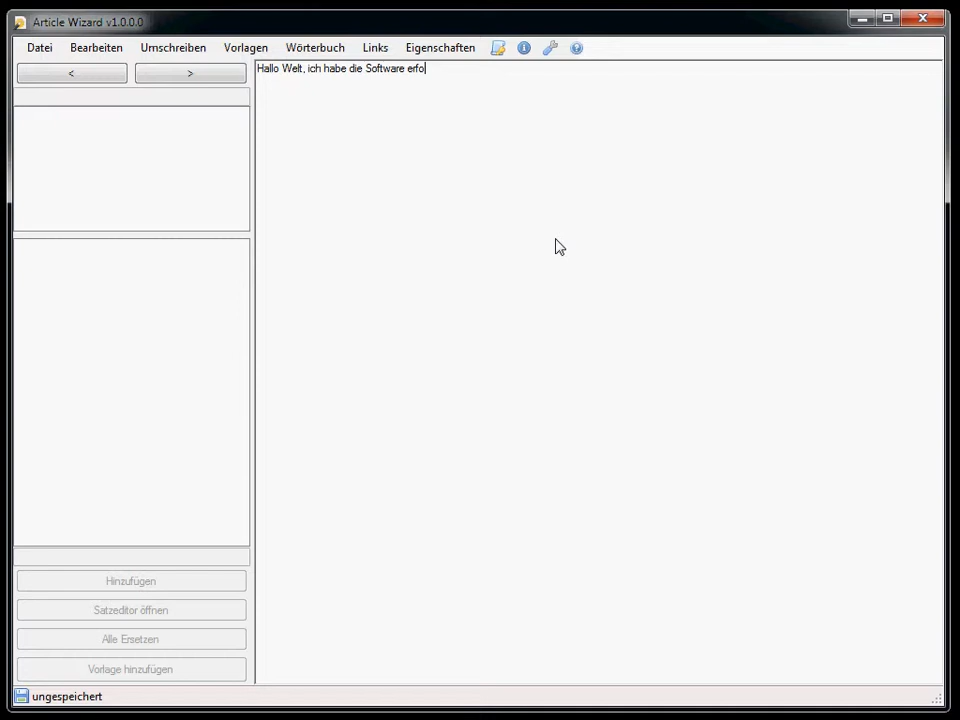 Article Wizard v1.0.0.0
Datei Bearbeiten Umschreiben Vorlagen Wörterbuch Links Eigenschaften
< >
Hallo Welt, ich habe die Software erfo
Hinzufügen
Satzeditor öffnen
Alle Ersetzen
Vorlage hinzufügen
ungespeichert